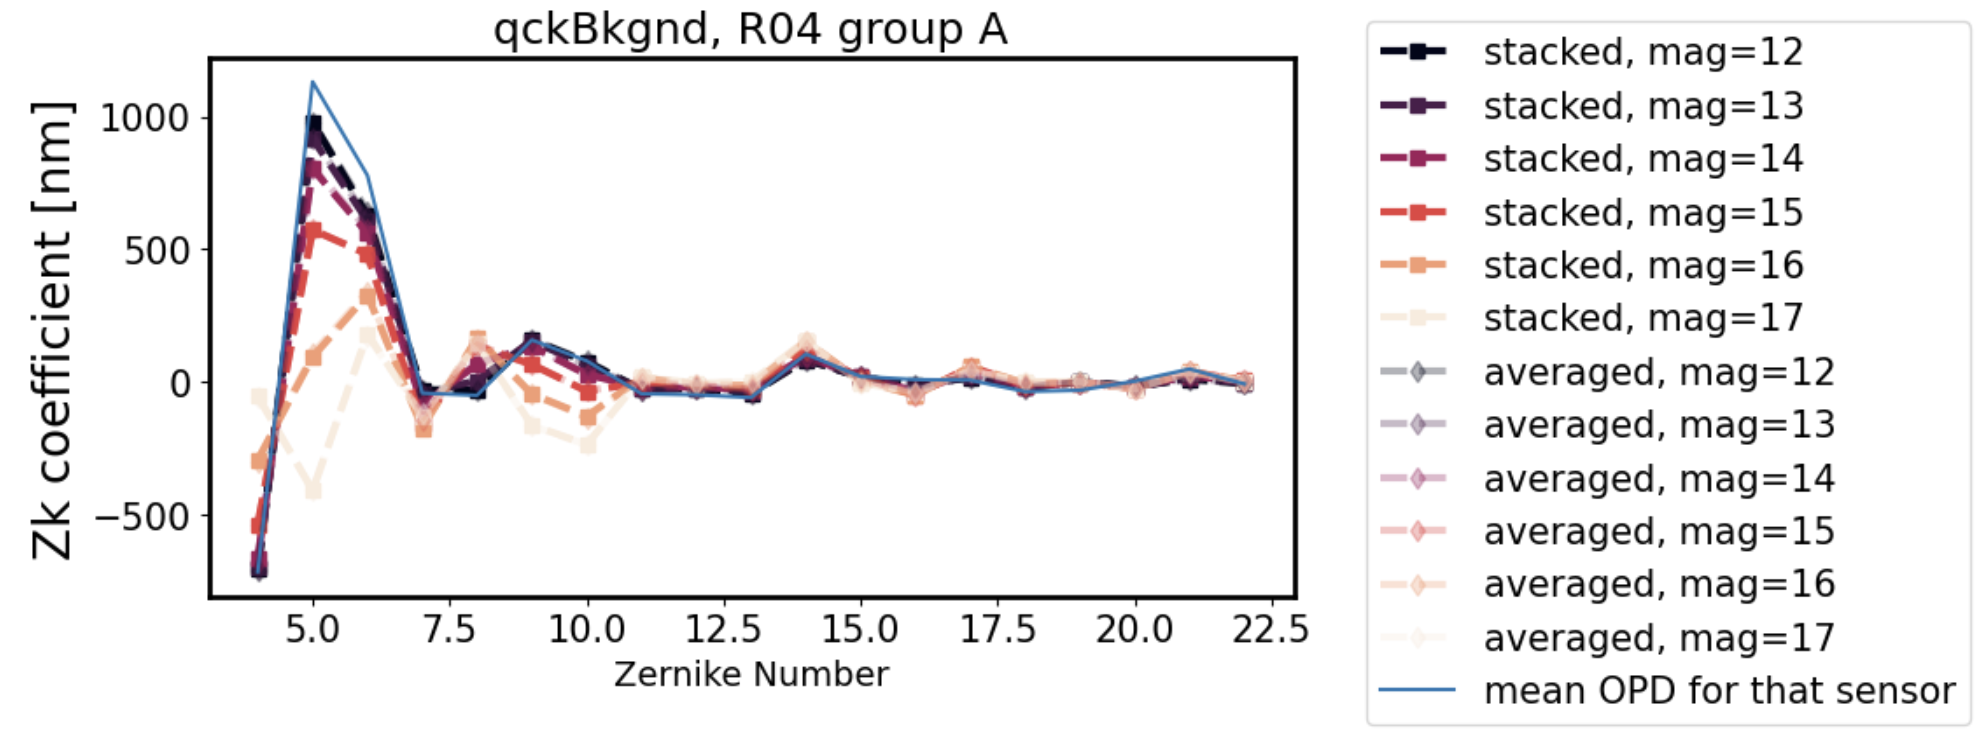 qckBkgnd, R04 group A
Zk coefficient [nm]
1000
500
0
−500
5.0 7.5 10.0 12.5 15.0 17.5 20.0 22.5
Zernike Number
stacked, mag=12
stacked, mag=13
stacked, mag=14
stacked, mag=15
stacked, mag=16
stacked, mag=17
averaged, mag=12
averaged, mag=13
averaged, mag=14
averaged, mag=15
averaged, mag=16
averaged, mag=17
mean OPD for that sensor